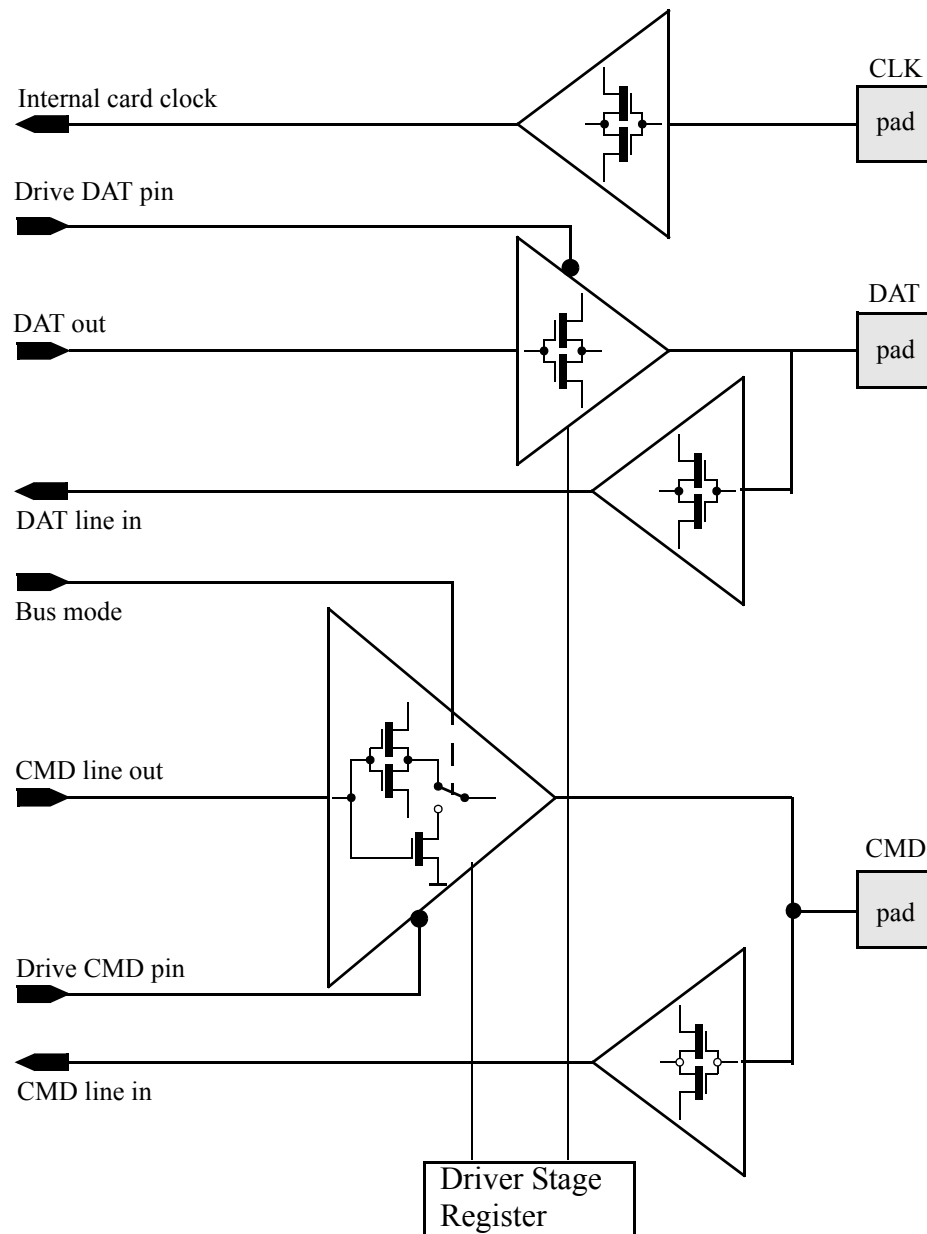 CLK
Internal card clock
pad
Drive DAT pin
DAT
DAT out
pad
DAT line in
Bus mode
CMD line out
CMD
pad
Drive CMD pin
CMD line in
Driver Stage
Register